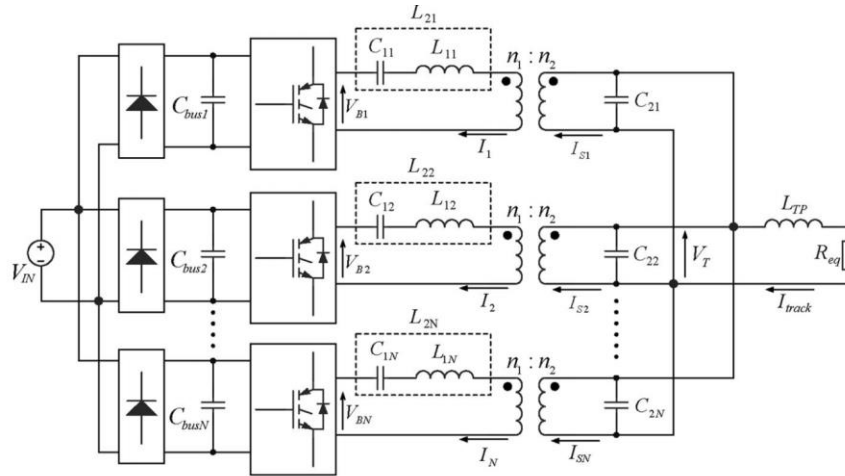 L21
C11 L11 n1 : n2
Cbus1 VB1 C21
I1 IS1
L22
C12 L12 n1 : n2
LTP
VIN Cbus2 VB2 C22 VT Req
I2 IS2 Itrack
L2N
C1N L1N n1 : n2
CbusN VBN C2N
IN ISN